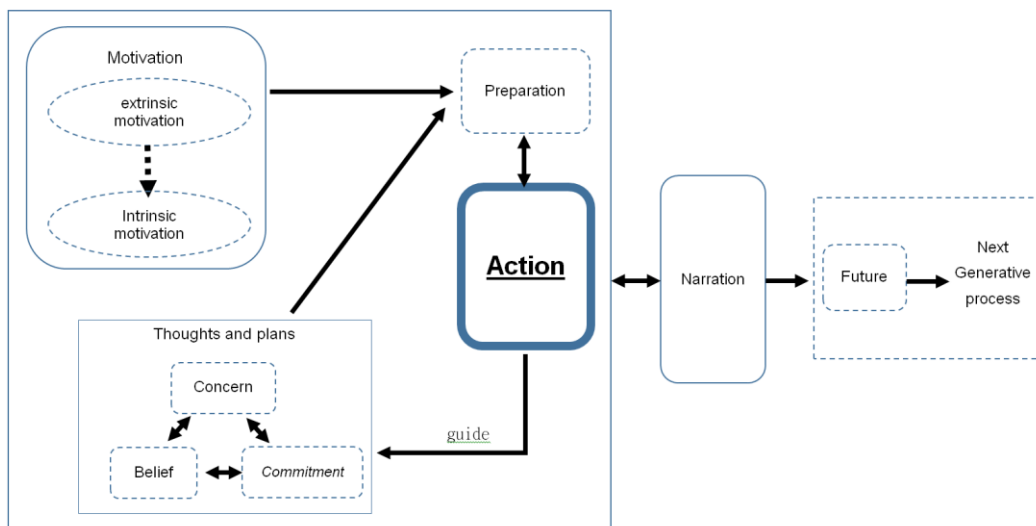 Motivation
extrinsic
motivation
Intrinsic
motivation
Preparation
Action
Narration
Future
Next
Generative
process
Thoughts and plans
Concern
Belief
Commitment
guide